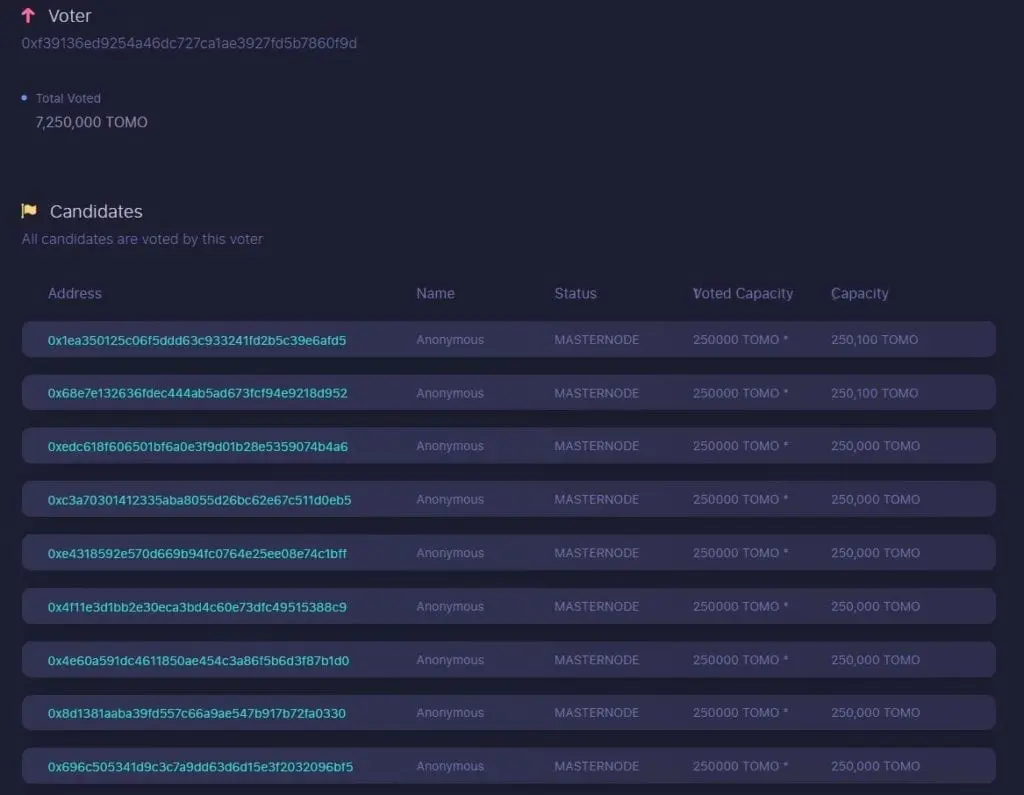 Voter
0xf39136ed9254a46dc727ca1ae3927fd5b7860f9d
Total Voted
7,250,000 TOMO
Candidates
All candidates are voted by this voter
Address Name Status Voted Capacity Capacity
0x1ea350125c06f5ddd63c933241fd2b5c39e6afd5 Anonymous MASTERNODE 250000 TOMO * 250,100 TOMO
0x68e7e132636fdec444ab5ad673fcf94e9218d952 Anonymous MASTERNODE 250000 TOMO * 250,100 TOMO
0xedc618f606501bf6a0e3f9d01b28e5359074b4a6 Anonymous MASTERNODE 250000 TOMO * 250,000 TOMO
0xc3a70301412335aba8055d26bc62e67c511d0eb5 Anonymous MASTERNODE 250000 TOMO * 250,000 TOMO
0xe4318592e570d669b94fc0764e25ee08e74c1bff Anonymous MASTERNODE 250000 TOMO * 250,000 TOMO
0x4f11e3d1bb2e30eca3bd4c60e73dfc49515388c9 Anonymous MASTERNODE 250000 TOMO * 250,000 TOMO
0x4e60a591dc4611850ae454c3a86f5b6d3f87b1d0 Anonymous MASTERNODE 250000 TOMO * 250,000 TOMO
0x8d1381aaba39fd557c66a9ae547b917b72fa0330 Anonymous MASTERNODE 250000 TOMO * 250,000 TOMO
0x696c505341d9c3c7a9dd63d6d15e3f2032096bf5 Anonymous MASTERNODE 250000 TOMO * 250,000 TOMO